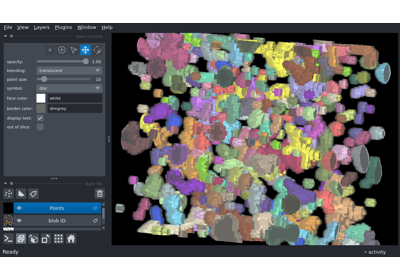 File View Layers Plugins Window Help
opacity: 1.00
blending: translucent
point size: 10
symbol: disc
face color: white
border color: dimgrey
display text:
out of slice:
Points
blob ID
Ready
activity